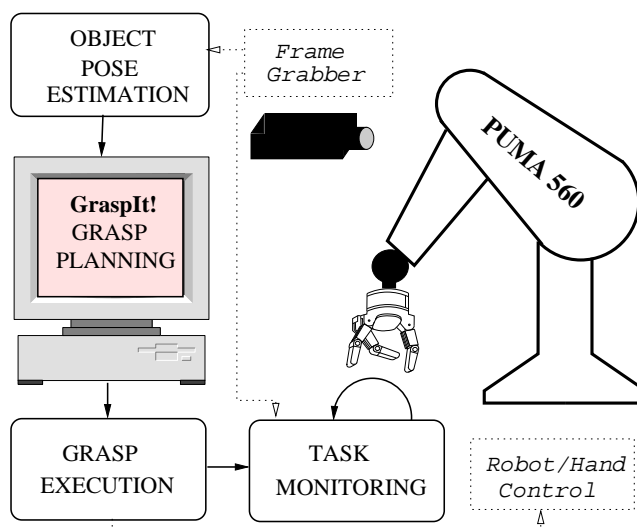 OBJECT
POSE
ESTIMATION
Frame
Grabber
PUMA 560
GraspIt!
GRASP
PLANNING
GRASP
EXECUTION
TASK
MONITORING
Robot/Hand
Control